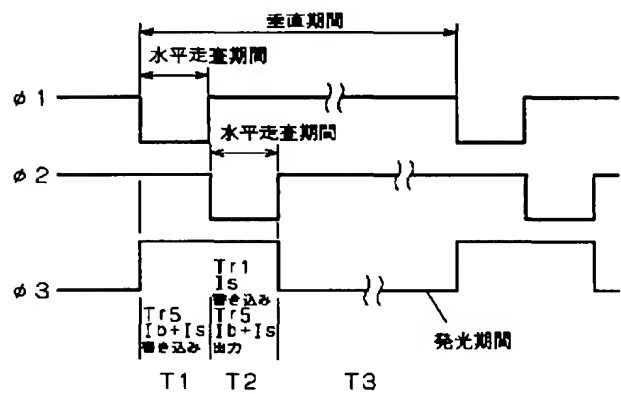 垂直期間
水平走査期間
φ1
水平走査期間
φ2
Tr1
Is
書き込み
φ3
Tr5
Ib+Is
書き込み
Tr5
Ib+Is
出力
発光期間
T1
T2
T3